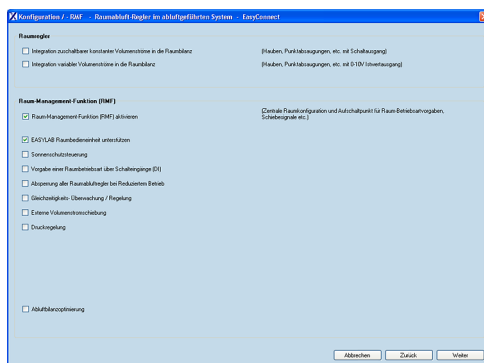 Konfiguration / - RMF - Raumabluft-Regler im abluftgeführten System - EasyConnect
Raumregler
Integration zuschaltbarer konstanter Volumenströme in die Raumbilanz (Hauben, Punktabsaugungen, etc. mit Schaltausgang)
Integration variabler Volumenströme in die Raumbilanz (Hauben, Punktabsaugungen, etc. mit 0-10V Istwertausgang)
Raum-Management-Funktion (RMF)
Raum-Management-Funktion (RMF) aktivieren (Zentrale Raumkonfiguration und Aufschaltpunkt für Raum-Betriebsartvorgaben,
Schiebesignale etc.)
EASYLAB Raumbedieneinheit unterstützen
Sonnenschutzsteuerung
Vorgabe einer Raumbetriebsart über Schalteingänge (DI)
Absperrung aller Raumabluftregler bei Reduziertem Betrieb
Gleichzeitigkeits- Überwachung / Regelung
Externe Volumenstromschiebung
Druckregelung
Abluftbilanzoptimierung
Abbrechen Zurück Weiter